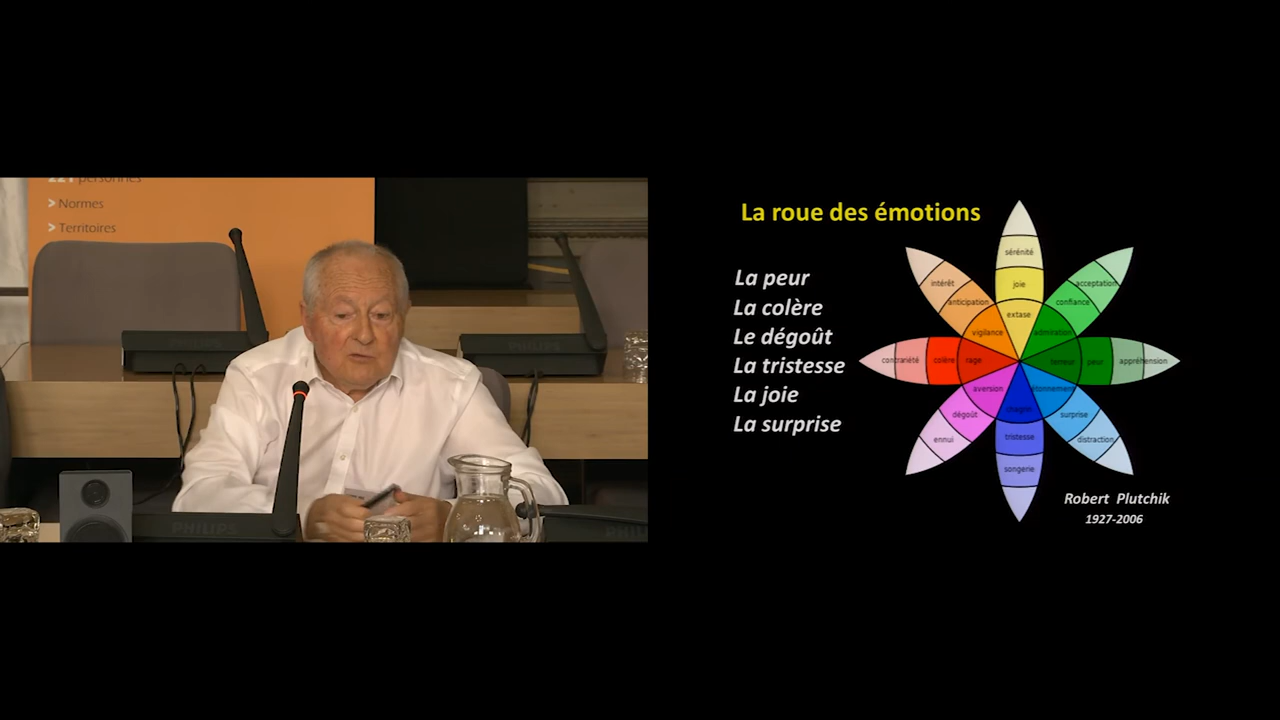 personnes
> Normes
> Territoires
PHILIPS
PHILIPS
PHILIPS
La roue des émotions
La peur
La colère
Le dégoût
La tristesse
La joie
La surprise
sérénité
joie
extase
acceptation
confiance
admiration
appréhension
peur
terreur
distraction
surprise
étonnement
songerie
tristesse
chagrin
ennui
dégoût
aversion
contrariété
colère
rage
intérêt
anticipation
vigilance
Robert Plutchik
1927-2006